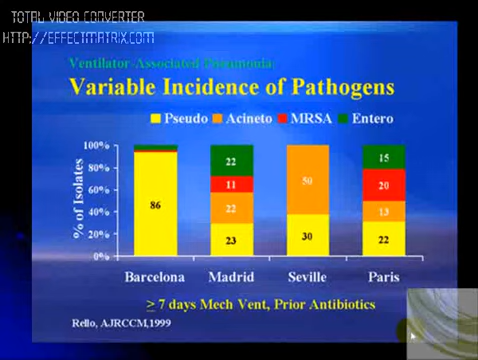 TOTAL VIDEO CONVERTER
HTTP://EFFECTMATRIX.COM
Ventilator-Associated Pneumonia
Variable Incidence of Pathogens
Pseudo Acineto MRSA Entero
% of Isolates
100%
80%
60%
40%
20%
0%
86
22
11
22
23
50
30
15
20
13
22
Barcelona Madrid Seville Paris
≥ 7 days Mech Vent, Prior Antibiotics
Rello, AJRCCM,1999